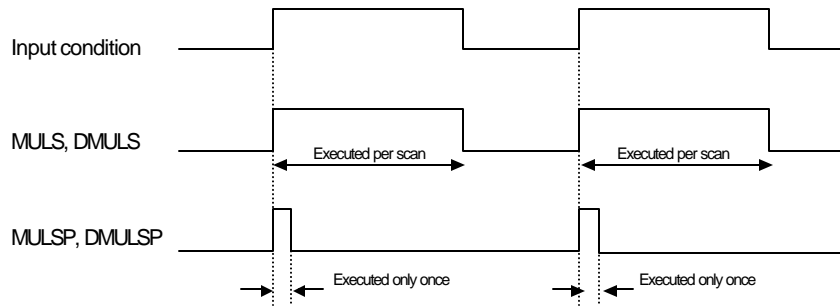 Input condition
MULS, DMULS
Executed per scan
Executed per scan
MULSP, DMULSP
Executed only once
Executed only once